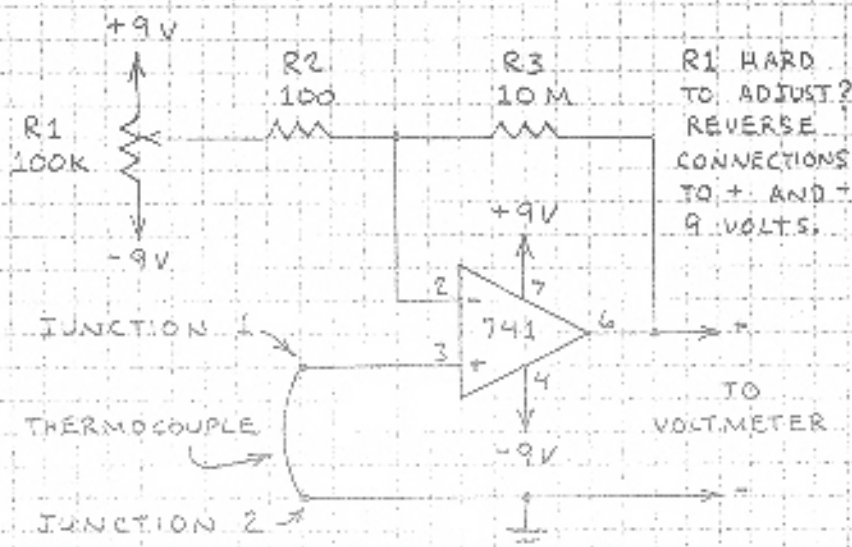 +9V
R1
100K
-9V
R2
100
R3
10M
R1 HARD
TO ADJUST?
REVERSE
CONNECTIONS
TO + AND -
9 VOLTS.
+9V
2
-
7
741
6
3
+
4
-9V
+
TO
VOLTMETER
-
JUNCTION 1
THERMOCOUPLE
JUNCTION 2